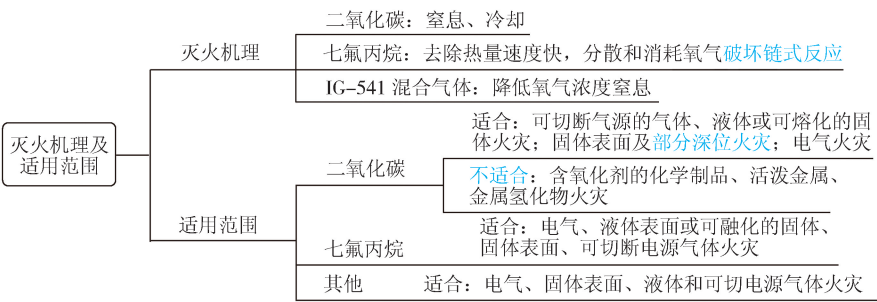 灭火机理及
适用范围
灭火机理
二氧化碳：窒息、冷却
七氟丙烷：去除热量速度快，分散和消耗氧气破坏链式反应
IG-541 混合气体：降低氧气浓度窒息
适用范围
二氧化碳
适合：可切断气源的气体、液体或可熔化的固
体火灾；固体表面及部分深位火灾；电气火灾
不适合：含氧化剂的化学制品、活泼金属、
金属氢化物火灾
七氟丙烷
适合：电气、液体表面或可融化的固体、
固体表面、可切断电源气体火灾
其他
适合：电气、固体表面、液体和可切电源气体火灾